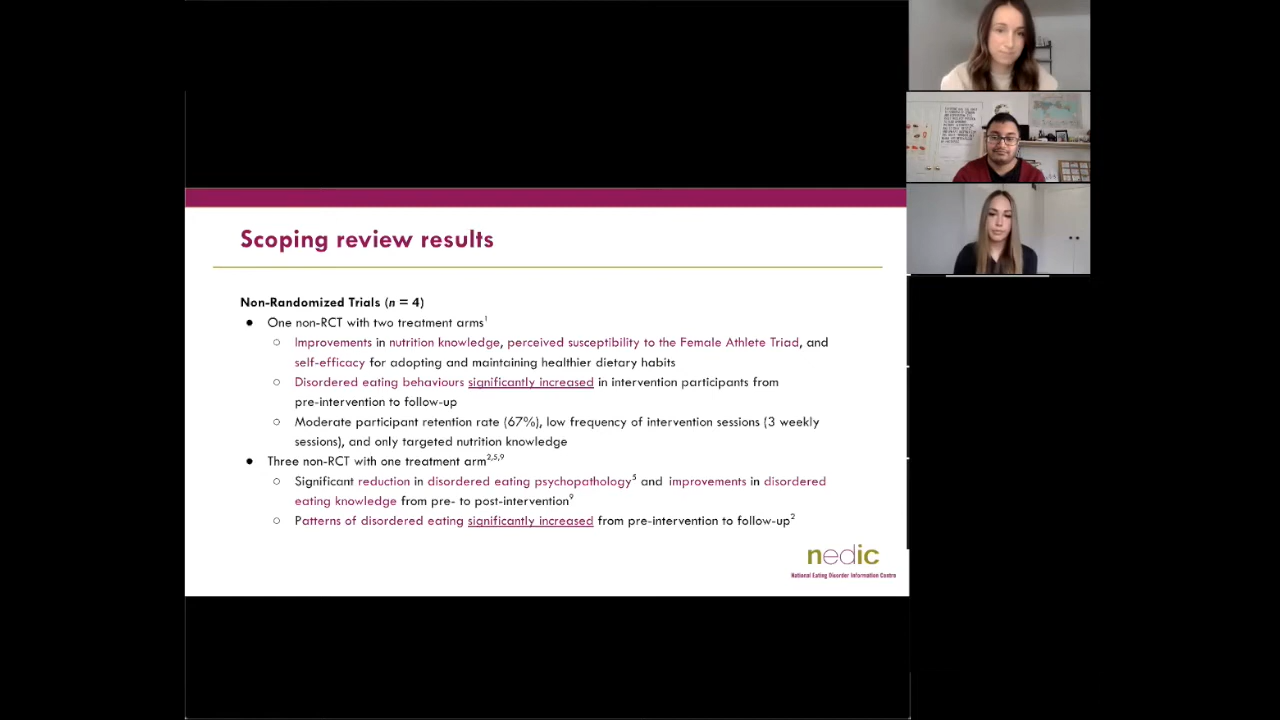 Scoping review results
Non-Randomized Trials (n = 4)
● One non-RCT with two treatment arms¹
○ Improvements in nutrition knowledge, perceived susceptibility to the Female Athlete Triad, and
self-efficacy for adopting and maintaining healthier dietary habits
○ Disordered eating behaviours significantly increased in intervention participants from
pre-intervention to follow-up
○ Moderate participant retention rate (67%), low frequency of intervention sessions (3 weekly
sessions), and only targeted nutrition knowledge
● Three non-RCT with one treatment arm²,⁵,⁹
○ Significant reduction in disordered eating psychopathology⁵ and improvements in disordered
eating knowledge from pre- to post-intervention⁹
○ Patterns of disordered eating significantly increased from pre-intervention to follow-up²
nedic
National Eating Disorder Information Centre